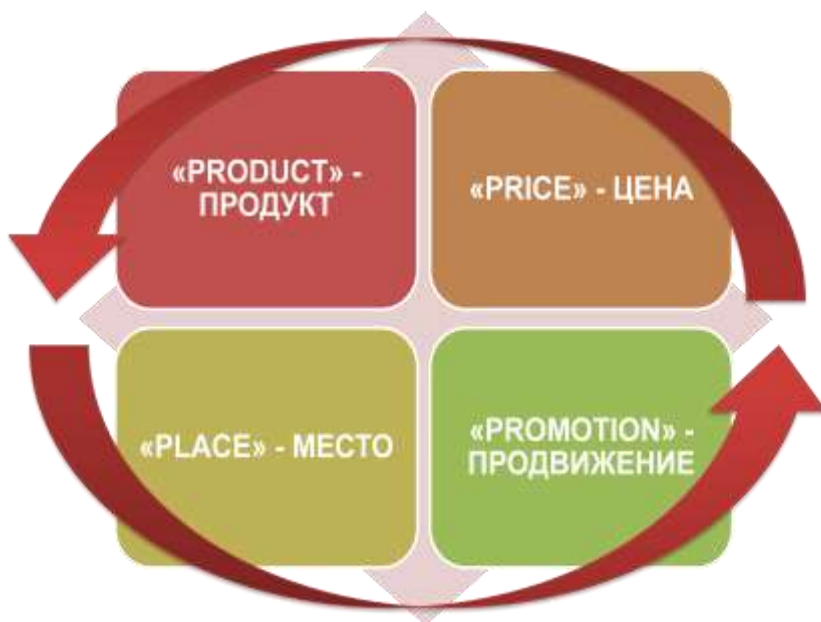 «PRODUCT» -
ПРОДУКТ
«PRICE» - ЦЕНА
«PLACE» - МЕСТО
«PROMOTION» -
ПРОДВИЖЕНИЕ